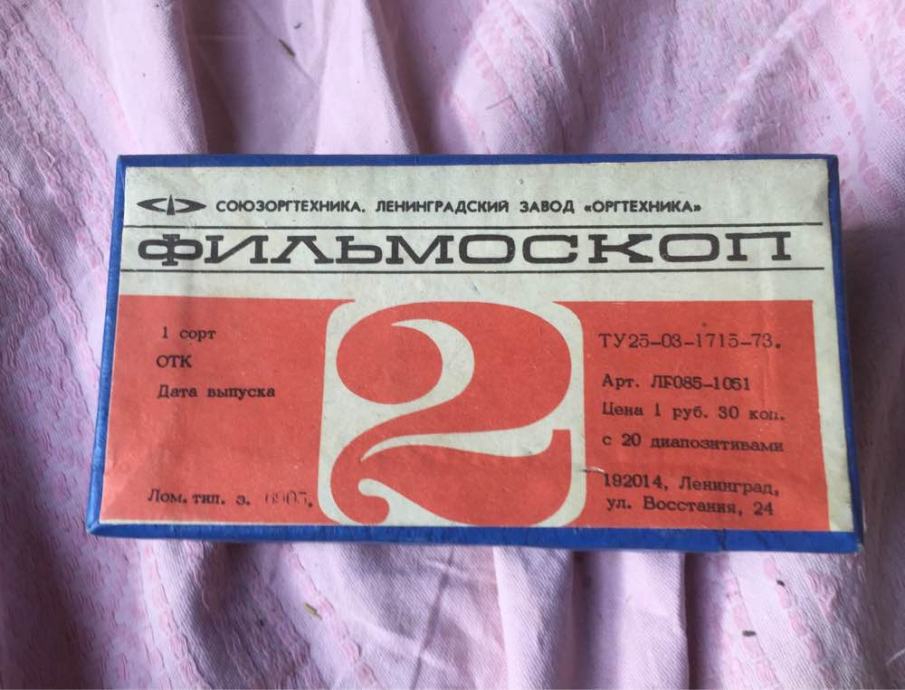 СОЮЗОРГТЕХНИКА. ЛЕНИНГРАДСКИЙ ЗАВОД «ОРГТЕХНИКА»
ФИЛЬМОСКОП
2
1 сорт
ОТК
Дата выпуска
Лом. тип. з.
ТУ25-03-1715-73.
Арт. ЛF085-1051
Цена 1 руб. 30 коп.
с 20 диапозитивами
192014, Ленинград,
ул. Восстания, 24